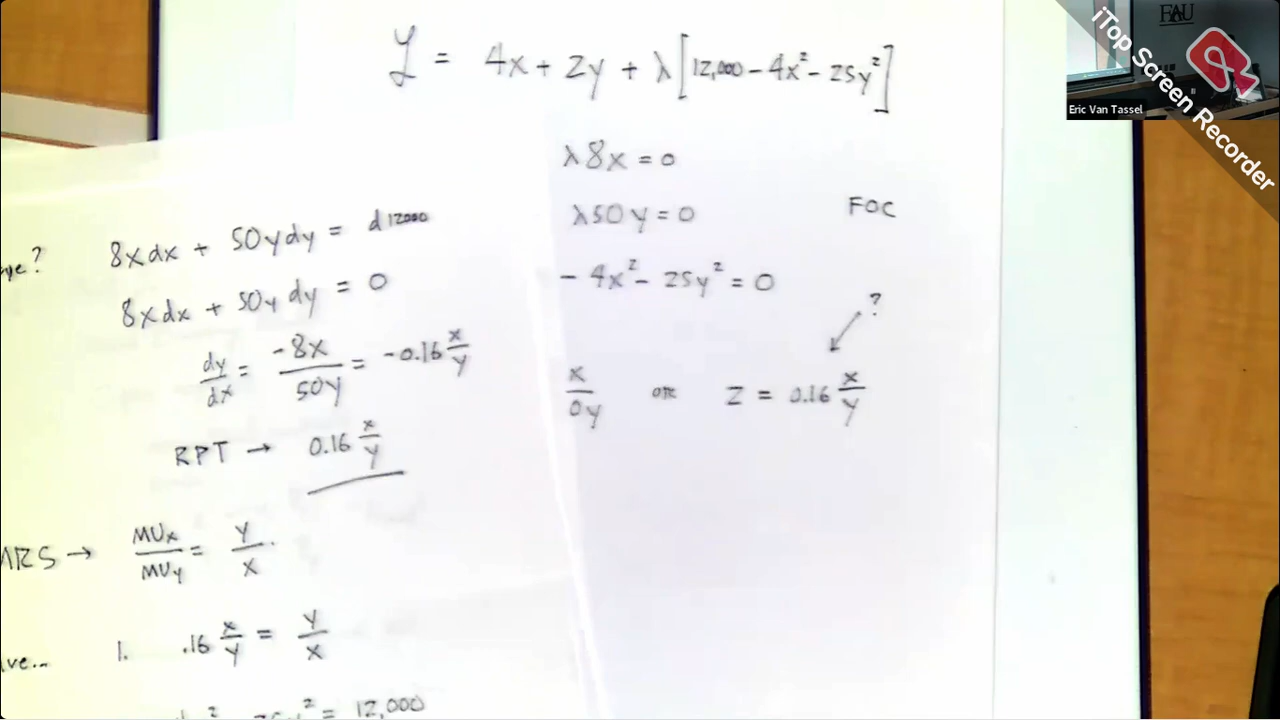 ℒ = 4x + 2y + λ[12,000 - 4x² - 25y²]
λ8x = 0
λ50y = 0
FOC
- 4x² - 25y² = 0
?
x/0y or 2 = 0.16 x/y
8xdx + 50ydy = d12000
8xdx + 50ydy = 0
dy/dx = -8x/50y = -0.16 x/y
RPT → 0.16 x/y
MRS → MUx/MUy = y/x
1. .16 x/y = y/x
12,000
FAU
Eric Van Tassel
iTop Screen Recorder